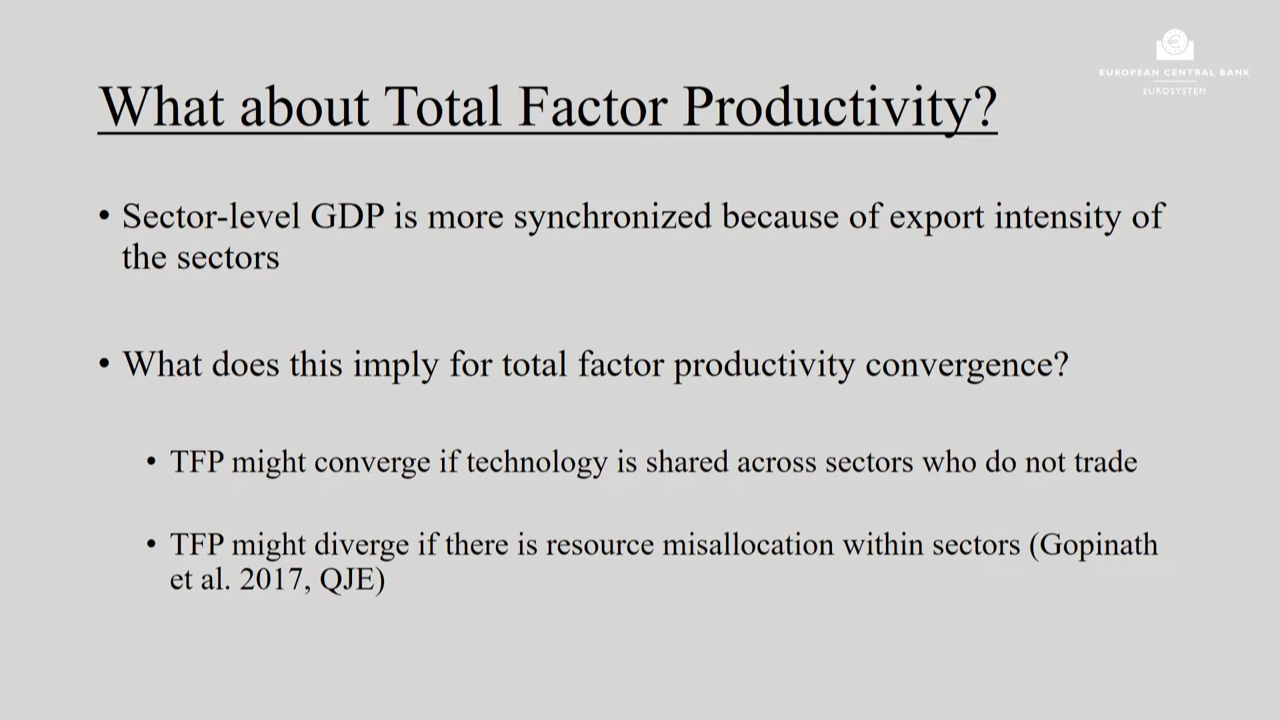 EUROPEAN CENTRAL BANK
EUROSYSTEM
What about Total Factor Productivity?
• Sector-level GDP is more synchronized because of export intensity of
the sectors
• What does this imply for total factor productivity convergence?
• TFP might converge if technology is shared across sectors who do not trade
• TFP might diverge if there is resource misallocation within sectors (Gopinath
et al. 2017, QJE)